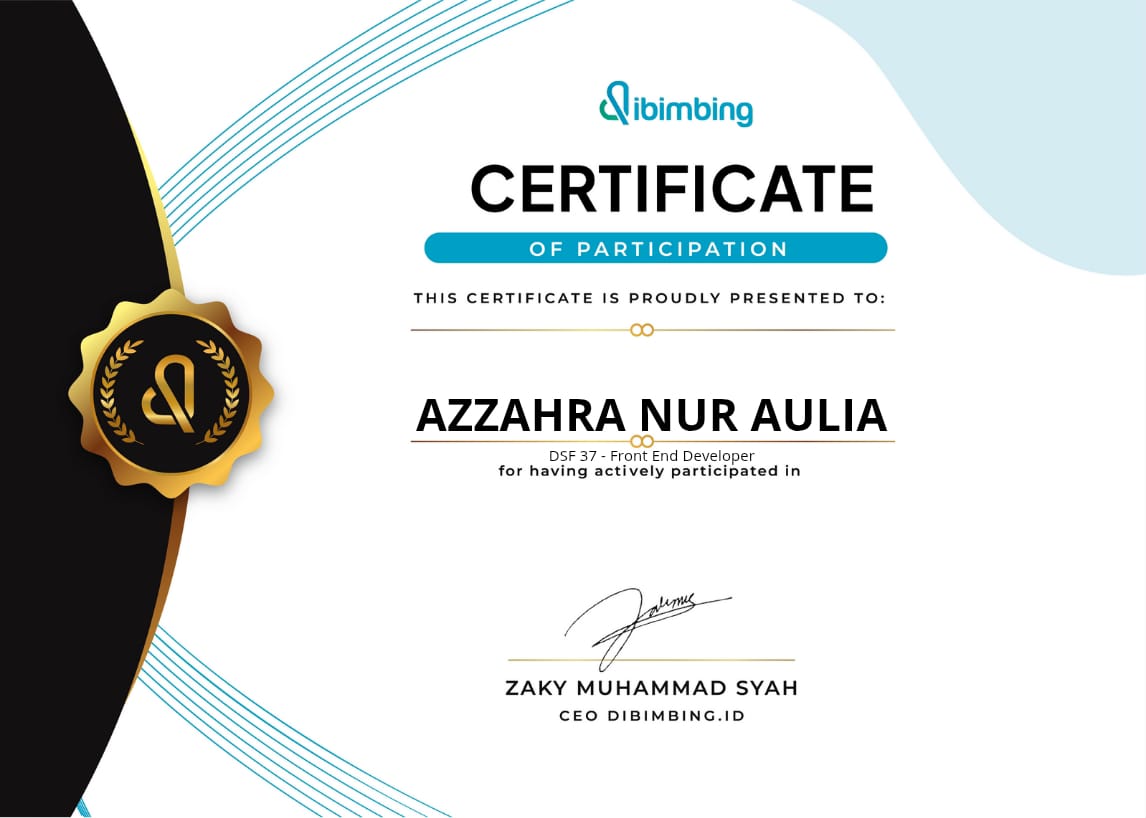 dibimbing
CERTIFICATE
OF PARTICIPATION
THIS CERTIFICATE IS PROUDLY PRESENTED TO:
AZZAHRA NUR AULIA
DSF 37 - Front End Developer
for having actively participated in
ZAKY MUHAMMAD SYAH
CEO DIBIMBING.ID